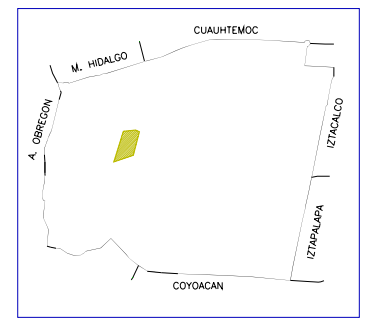 CUAUHTEMOC
M. HIDALGO
A. OBREGON
IZTACALCO
IZTAPALAPA
COYOACAN